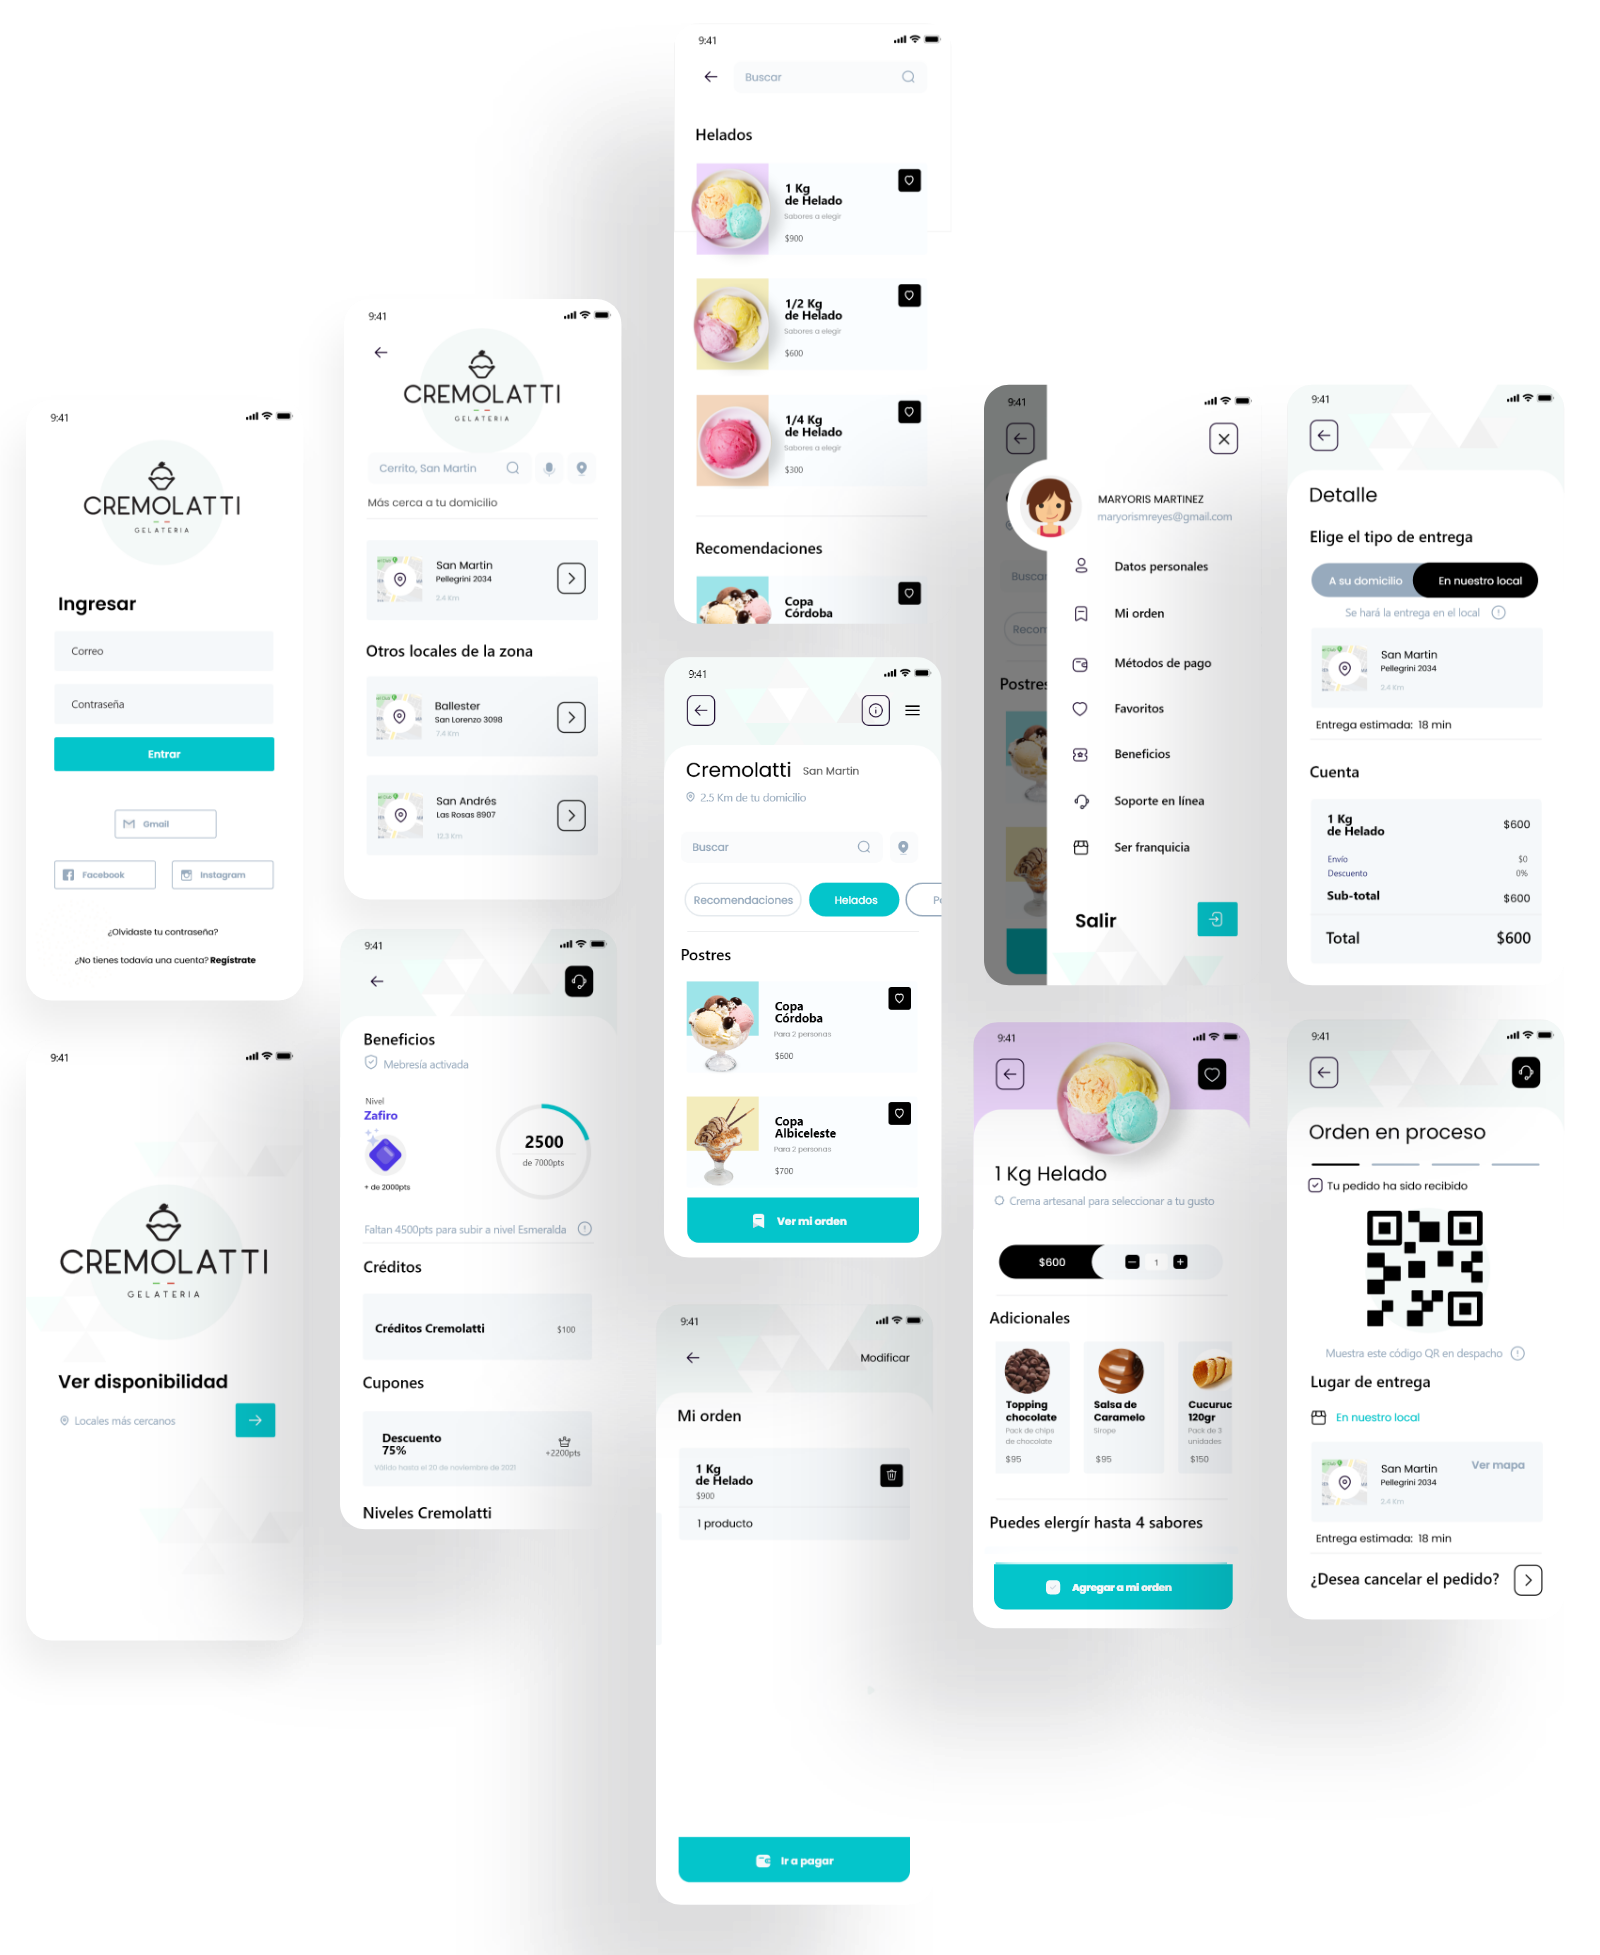 9:41
CREMOLATTI
GELATERIA
Ingresar
Correo
Contraseña
Entrar
Gmail
Facebook
Instagram
¿Olvidaste tu contraseña?
¿No tienes todavía una cuenta? Regístrate
9:41
CREMOLATTI
GELATERIA
Ver disponibilidad
Locales más cercanos
9:41
CREMOLATTI
GELATERIA
Cerrito, San Martin
Más cerca a tu domicilio
San Martin
Pellegrini 2034
2.4 Km
Otros locales de la zona
Ballester
San Lorenzo 3098
7.4 Km
San Andrés
Las Rosas 8907
12.3 Km
9:41
Beneficios
Mebresía activada
Nivel
Zafiro
+ de 2000pts
2500
de 7000pts
Faltan 4500pts para subir a nivel Esmeralda
Créditos
Créditos Cremolatti
$100
Cupones
Descuento
75%
Válido hasta el 20 de noviembre de 2021
+2200pts
Niveles Cremolatti
9:41
Buscar
Helados
1 Kg
de Helado
Sabores a elegir
$900
1/2 Kg
de Helado
Sabores a elegir
$600
1/4 Kg
de Helado
Sabores a elegir
$300
Recomendaciones
Copa
Córdoba
9:41
Cremolatti San Martin
2.5 Km de tu domicilio
Buscar
Recomendaciones
Helados
Postres
Copa
Córdoba
Para 2 personas
$600
Copa
Albiceleste
Para 2 personas
$700
Ver mi orden
9:41
Modificar
Mi orden
1 Kg
de Helado
$900
1 producto
Ir a pagar
9:41
Buscar
Recom
Postres
MARYORIS MARTINEZ
maryorismreyes@gmail.com
Datos personales
Mi orden
Métodos de pago
Favoritos
Beneficios
Soporte en línea
Ser franquicia
Salir
9:41
1 Kg Helado
Crema artesanal para seleccionar a tu gusto
$600
1
Adicionales
Topping
chocolate
Pack de chips
de chocolate
$95
Salsa de
Caramelo
Sirope
$95
Cucuruc
120gr
Pack de 3
unidades
$150
Puedes elergír hasta 4 sabores
Agregar a mi orden
9:41
Detalle
Elige el tipo de entrega
A su domicilio
En nuestro local
Se hará la entrega en el local
San Martin
Pellegrini 2034
2.4 Km
Entrega estimada: 18 min
Cuenta
1 Kg
de Helado
$600
Envío $0
Descuento 0%
Sub-total $600
Total $600
9:41
Orden en proceso
Tu pedido ha sido recibido
Muestra este código QR en despacho
Lugar de entrega
En nuestro local
San Martin
Pellegrini 2034
2.4 Km
Ver mapa
Entrega estimada: 18 min
¿Desea cancelar el pedido?